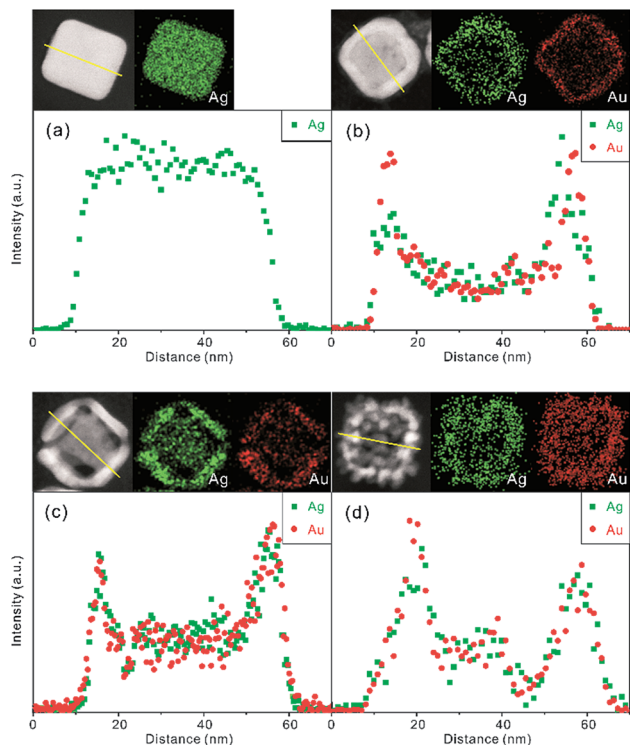 Ag
Ag
Au
(a)
Ag
(b)
Ag
Au
Intensity (a.u.)
0
20
40
60
0
20
40
60
Distance (nm)
Distance (nm)
Ag
Au
Ag
Au
(c)
Ag
Au
(d)
Ag
Au
Intensity (a.u.)
0
20
40
60
0
20
40
60
Distance (nm)
Distance (nm)